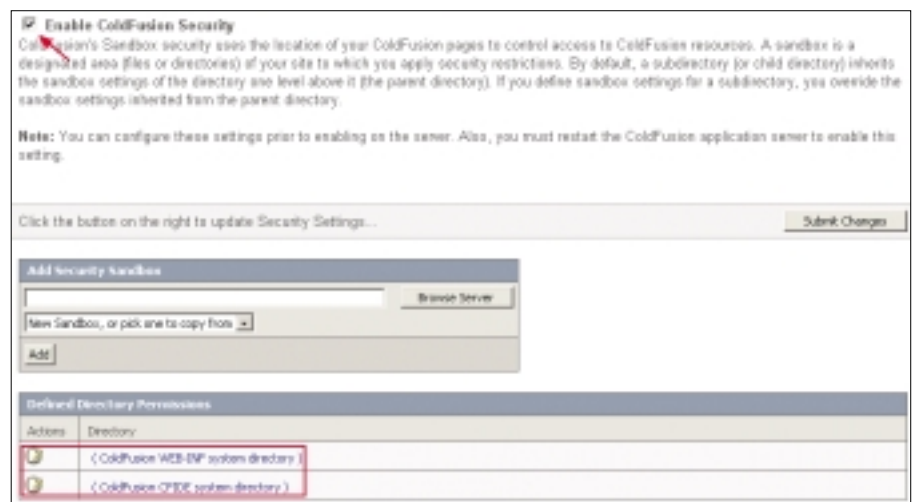 Enable ColdFusion Security
ColdFusion's Sandbox security uses the location of your ColdFusion pages to control access to ColdFusion resources. A sandbox is a
designated area (files or directories) of your site to which you apply security restrictions. By default, a subdirectory (or child directory) inherits
the sandbox settings of the directory one level above it (the parent directory). If you define sandbox settings for a subdirectory, you override the
sandbox settings inherited from the parent directory.
Note: You can configure these settings prior to enabling on the server. Also, you must restart the ColdFusion application server to enable this
setting.
Click the button on the right to update Security Settings...
Submit Changes
Add Security Sandbox
Browse Server
New Sandbox, or pick one to copy from
Add
Defined Directory Permissions
Actions Directory
( ColdFusion WEB-INF system directory )
( ColdFusion CFIDE system directory )